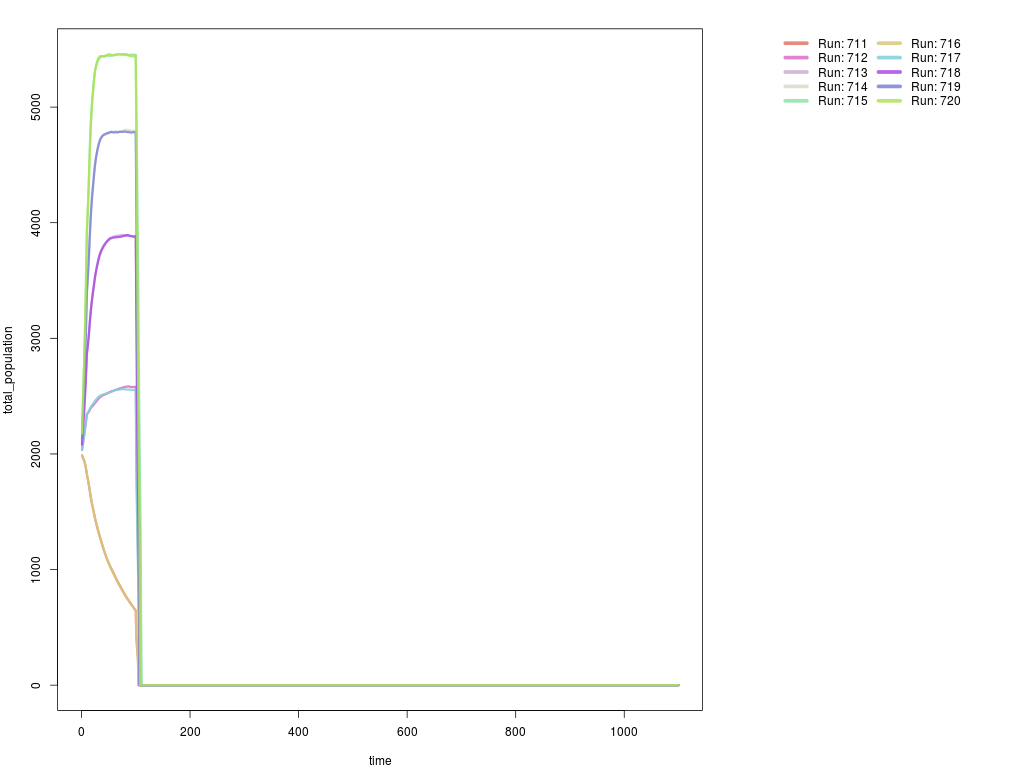 total_population
5000
4000
3000
2000
1000
0
0 200 400 600 800 1000
time
Run: 711 Run: 716
Run: 712 Run: 717
Run: 713 Run: 718
Run: 714 Run: 719
Run: 715 Run: 720